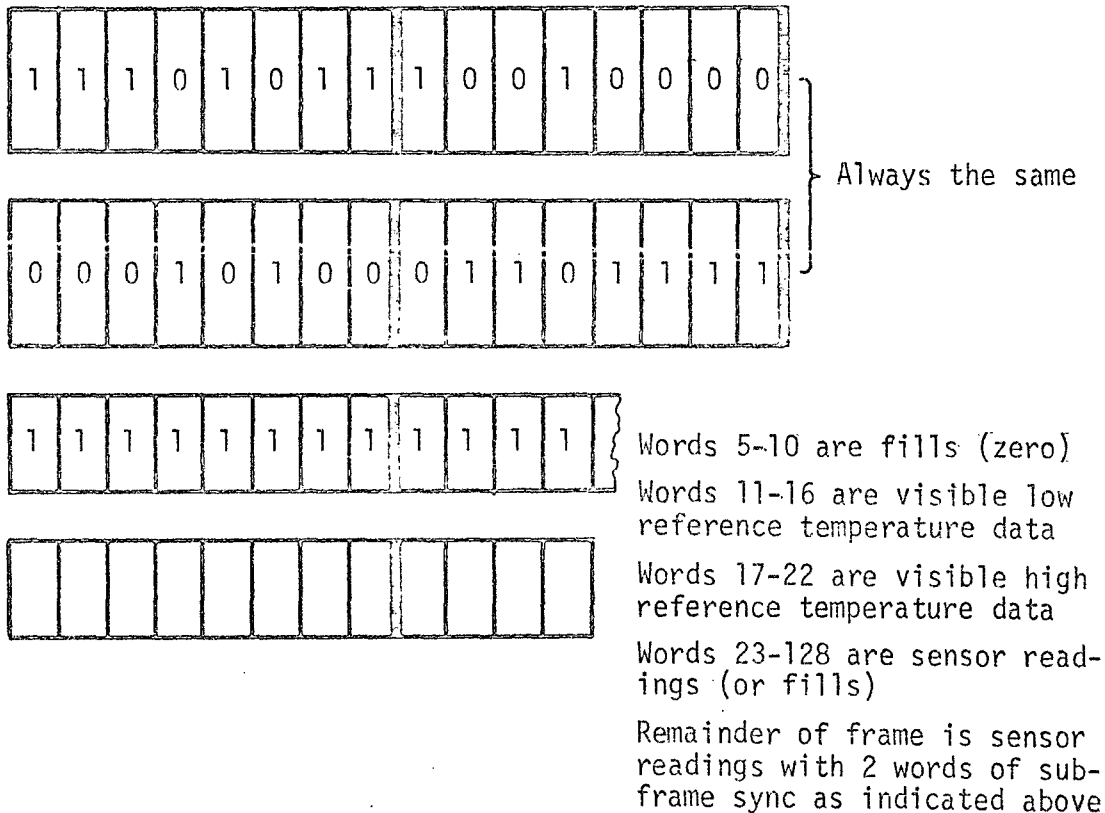 1 1 1 0 1 0 1 1 1 0 0 1 0 0 0 0
Always the same
0 0 0 1 0 1 0 0 0 1 1 0 1 1 1 1
1 1 1 1 1 1 1 1 1 1 1 1
Words 5-10 are fills (zero)
Words 11-16 are visible low
reference temperature data
Words 17-22 are visible high
reference temperature data
Words 23-128 are sensor read-
ings (or fills)
Remainder of frame is sensor
readings with 2 words of sub-
frame sync as indicated above